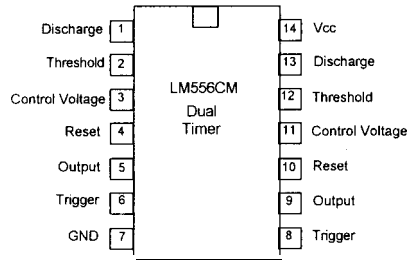 Discharge 1 14 Vcc
Threshold 2 13 Discharge
LM556CM
Control Voltage 3 12 Threshold
Dual
Timer
Reset 4 11 Control Voltage
Output 5 10 Reset
Trigger 6 9 Output
GND 7 8 Trigger